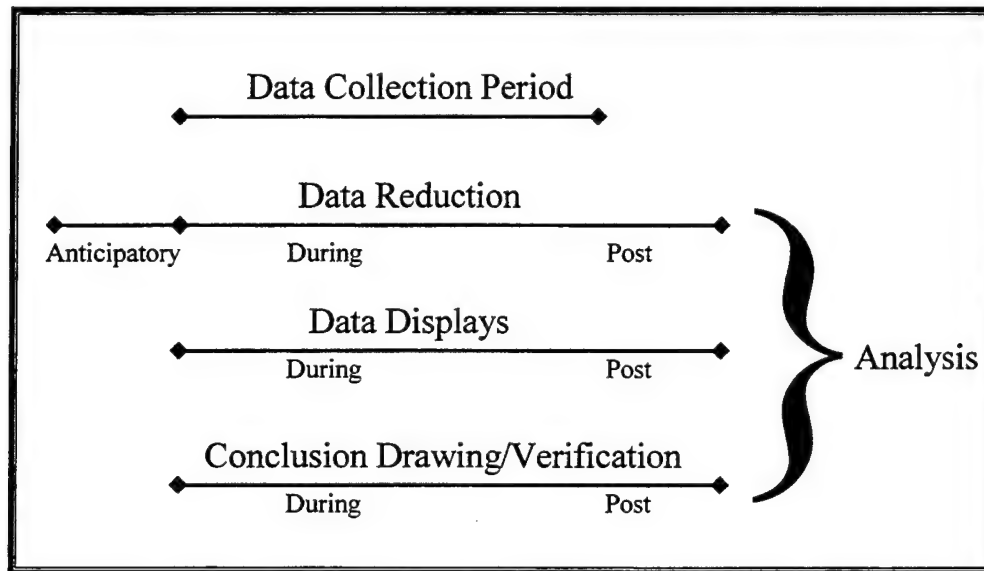 Data Collection Period
Data Reduction
Anticipatory During Post
Data Displays
During Post
Analysis
Conclusion Drawing/Verification
During Post